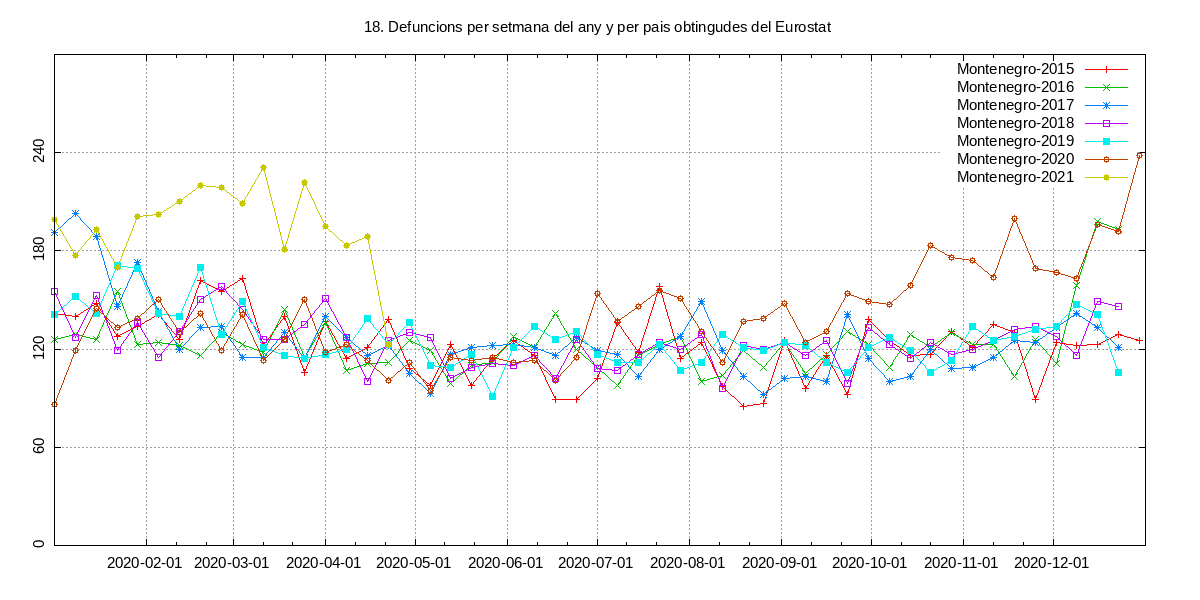 18. Defuncions per setmana del any y per pais obtingudes del Eurostat
Montenegro-2015
Montenegro-2016
Montenegro-2017
Montenegro-2018
Montenegro-2019
Montenegro-2020
Montenegro-2021
240
180
120
60
0
2020-02-01 2020-03-01 2020-04-01 2020-05-01 2020-06-01 2020-07-01 2020-08-01 2020-09-01 2020-10-01 2020-11-01 2020-12-01